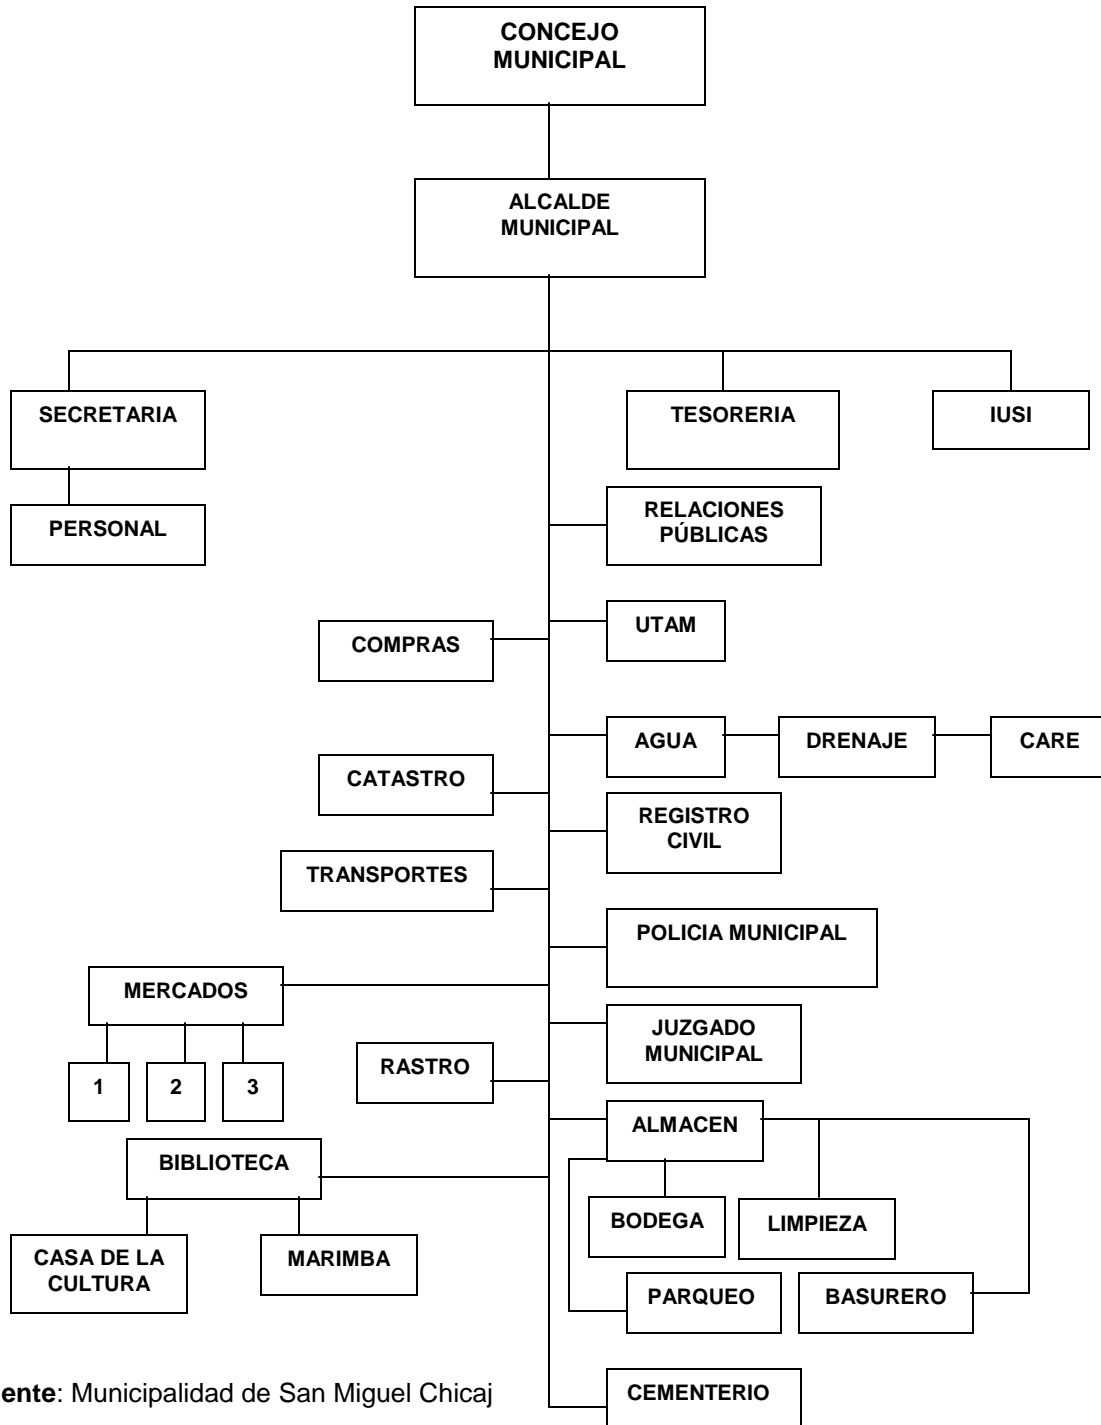 CONCEJO
MUNICIPAL
ALCALDE
MUNICIPAL
SECRETARIA
TESORERIA
IUSI
PERSONAL
RELACIONES
PÚBLICAS
UTAM
COMPRAS
AGUA
DRENAJE
CARE
CATASTRO
REGISTRO
CIVIL
TRANSPORTES
POLICIA MUNICIPAL
MERCADOS
JUZGADO
MUNICIPAL
1
2
3
RASTRO
ALMACEN
BIBLIOTECA
BODEGA
LIMPIEZA
CASA DE LA
CULTURA
MARIMBA
PARQUEO
BASURERO
CEMENTERIO
ente: Municipalidad de San Miguel Chicaj